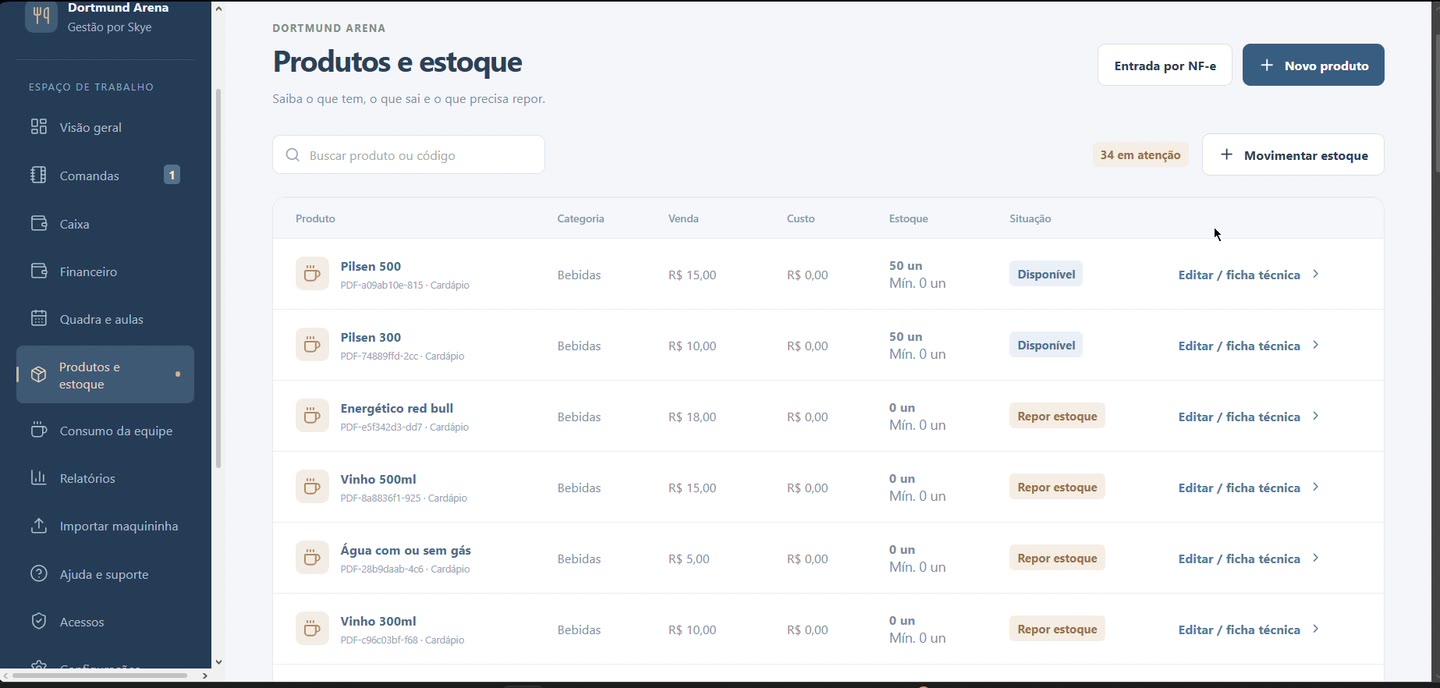 Dortmund Arena
Gestão por Skye
ESPAÇO DE TRABALHO
Visão geral
Comandas 1
Caixa
Financeiro
Quadra e aulas
Produtos e
estoque
Consumo da equipe
Relatórios
Importar maquininha
Ajuda e suporte
Acessos
Configurações
DORTMUND ARENA
Produtos e estoque
Saiba o que tem, o que sai e o que precisa repor.
Entrada por NF-e
+ Novo produto
Buscar produto ou código
34 em atenção
+ Movimentar estoque
Produto Categoria Venda Custo Estoque Situação
Pilsen 500
PDF-a09ab10e-815 · Cardápio
Bebidas R$ 15,00 R$ 0,00
50 un
Mín. 0 un
Disponível
Editar / ficha técnica
Pilsen 300
PDF-74889ffd-2cc · Cardápio
Bebidas R$ 10,00 R$ 0,00
50 un
Mín. 0 un
Disponível
Editar / ficha técnica
Energético red bull
PDF-e5f342d3-dd7 · Cardápio
Bebidas R$ 18,00 R$ 0,00
0 un
Mín. 0 un
Repor estoque
Editar / ficha técnica
Vinho 500ml
PDF-8a8836f1-925 · Cardápio
Bebidas R$ 15,00 R$ 0,00
0 un
Mín. 0 un
Repor estoque
Editar / ficha técnica
Água com ou sem gás
PDF-28b9daab-4c6 · Cardápio
Bebidas R$ 5,00 R$ 0,00
0 un
Mín. 0 un
Repor estoque
Editar / ficha técnica
Vinho 300ml
PDF-c96c03bf-f68 · Cardápio
Bebidas R$ 10,00 R$ 0,00
0 un
Mín. 0 un
Repor estoque
Editar / ficha técnica